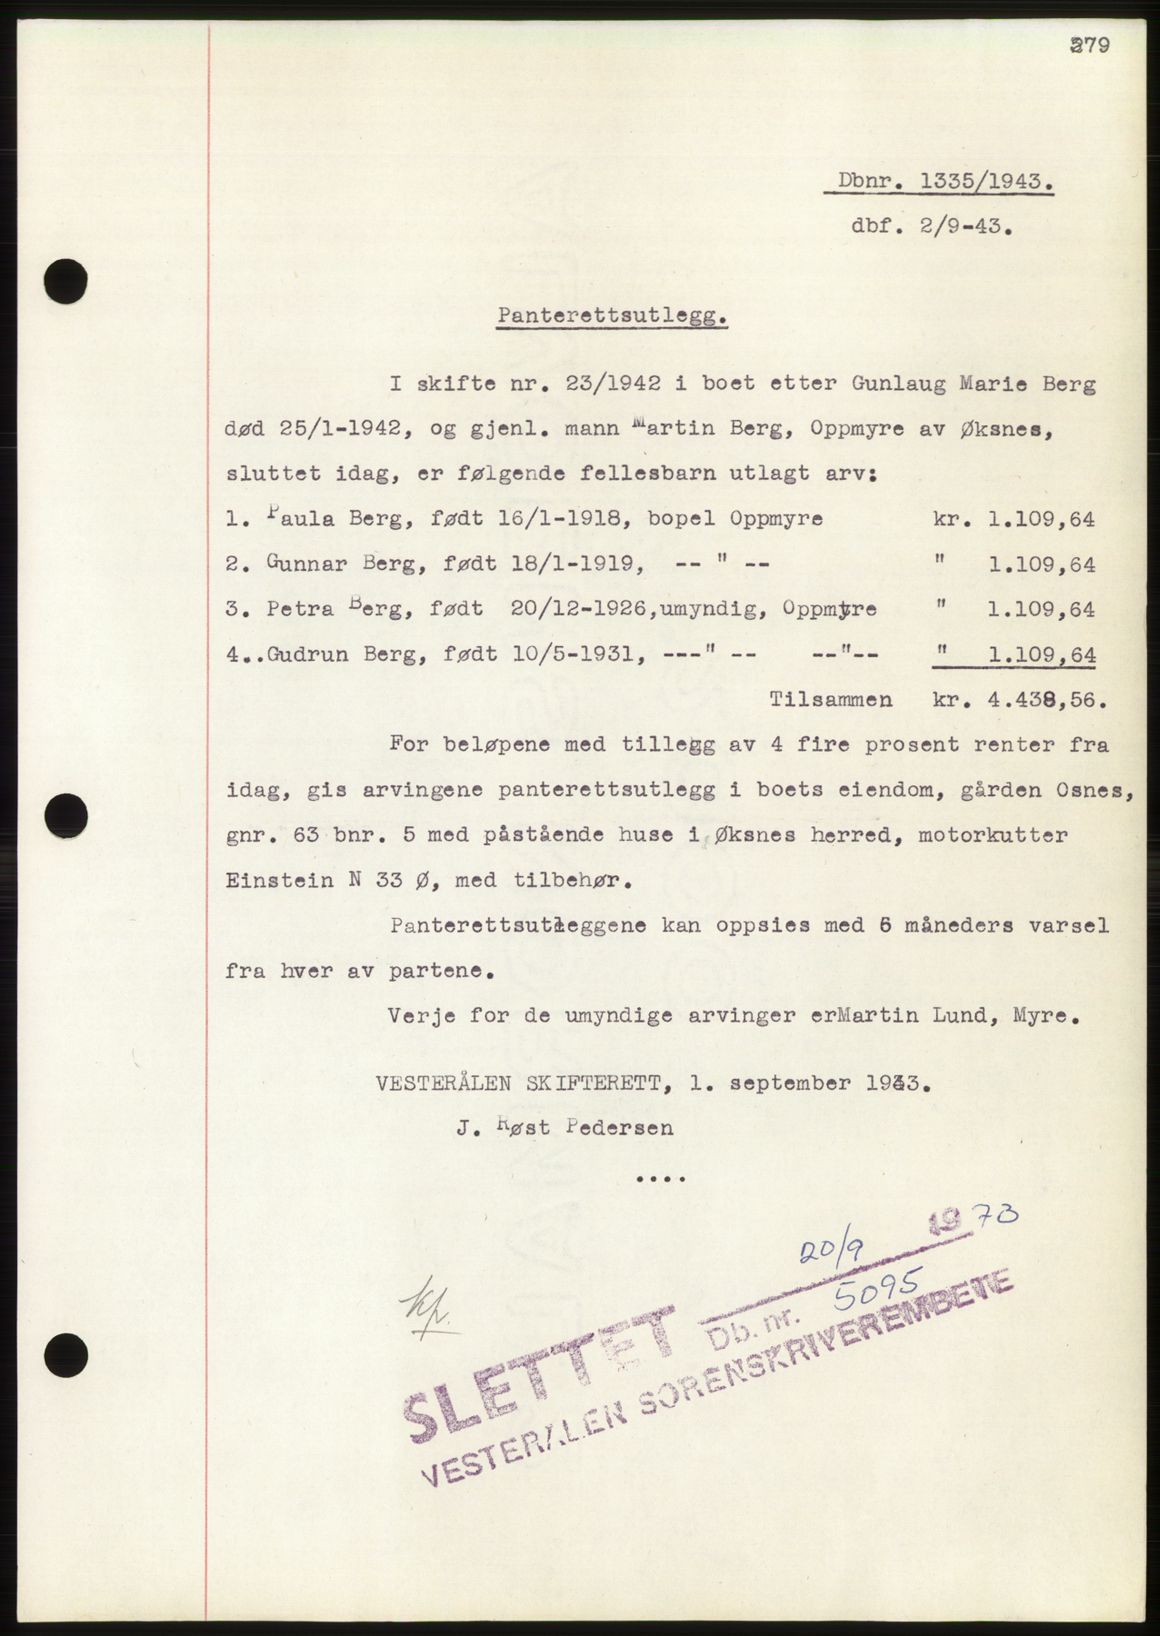 279
Dbnr. 1335/1943.
dbf. 2/9-43.
Panterettsutlegg.
I skifte nr. 23/1942 i boet etter Gunlaug Marie Berg
død 25/1-1942, og gjenl. mann Martin Berg, Oppmyre av Øksnes,
sluttet idag, er følgende fellesbarn utlagt arv:
1. Paula Berg, født 16/1-1918, bopel Oppmyre kr. 1.109,64
2. Gunnar Berg, født 18/1-1919, -- " -- " 1.109,64
3. Petra Berg, født 20/12-1926,umyndig, Oppmyre " 1.109,64
4..Gudrun Berg, født 10/5-1931, ---" -- --"-- " 1.109,64
Tilsammen kr. 4.438,56.
For beløpene med tillegg av 4 fire prosent renter fra
idag, gis arvingene panterettsutlegg i boets eiendom, gården Osnes,
gnr. 63 bnr. 5 med påstående huse i Øksnes herred, motorkutter
Einstein N 33 Ø, med tilbehør.
Panterettsutleggene kan oppsies med 6 måneders varsel
fra hver av partene.
Verje for de umyndige arvinger erMartin Lund, Myre.
VESTERÅLEN SKIFTERETT, 1. september 1943.
J. Røst Pedersen
....
20/9 1973
kp.
SLETTET Db. nr. 5095
VESTERÅLEN SORENSKRIVEREMBETE